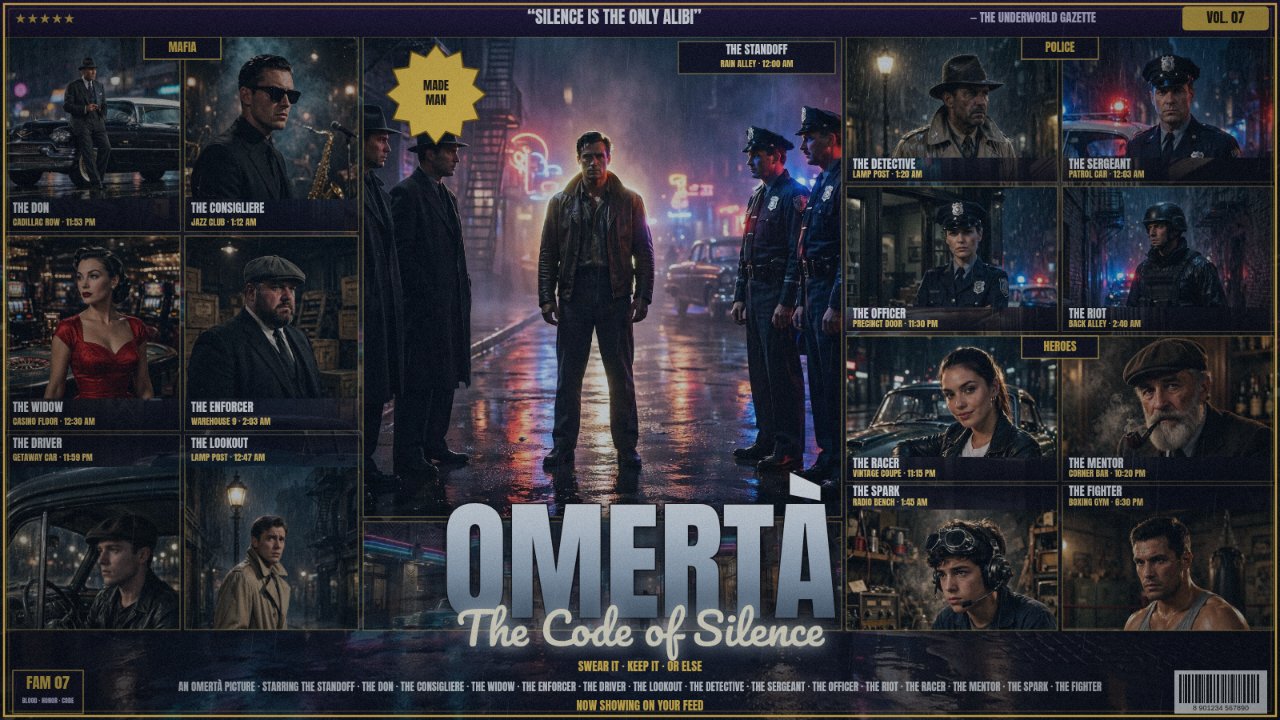 ★★★★★
“SILENCE IS THE ONLY ALIBI”
— THE UNDERWORLD GAZETTE
VOL. 07
MAFIA
THE DON
CADILLAC ROW · 11:53 PM
THE CONSIGLIERE
JAZZ CLUB · 1:12 AM
THE WIDOW
CASINO FLOOR · 12:30 AM
THE ENFORCER
WAREHOUSE 9 · 2:03 AM
THE DRIVER
GETAWAY CAR · 11:59 PM
THE LOOKOUT
LAMP POST · 12:47 AM
MADE
MAN
THE STANDOFF
RAIN ALLEY · 12:00 AM
POLICE
THE DETECTIVE
LAMP POST · 1:20 AM
THE SERGEANT
PATROL CAR · 12:03 AM
THE OFFICER
PRECINCT DOOR · 11:30 PM
THE RIOT
BACK ALLEY · 2:40 AM
HEROES
THE RACER
VINTAGE COUPE · 11:15 PM
THE MENTOR
CORNER BAR · 10:20 PM
THE SPARK
RADIO BENCH · 1:45 AM
THE FIGHTER
BOXING GYM · 6:30 PM
OMERTÀ
The Code of Silence
SWEAR IT · KEEP IT · OR ELSE
AN OMERTÀ PICTURE · STARRING THE STANDOFF · THE DON · THE CONSIGLIERE · THE WIDOW · THE ENFORCER · THE DRIVER · THE LOOKOUT · THE DETECTIVE · THE SERGEANT · THE OFFICER · THE RIOT · THE RACER · THE MENTOR · THE SPARK · THE FIGHTER
NOW SHOWING ON YOUR FEED
FAM 07
BLOOD · HONOR · CODE
8 901234 567890